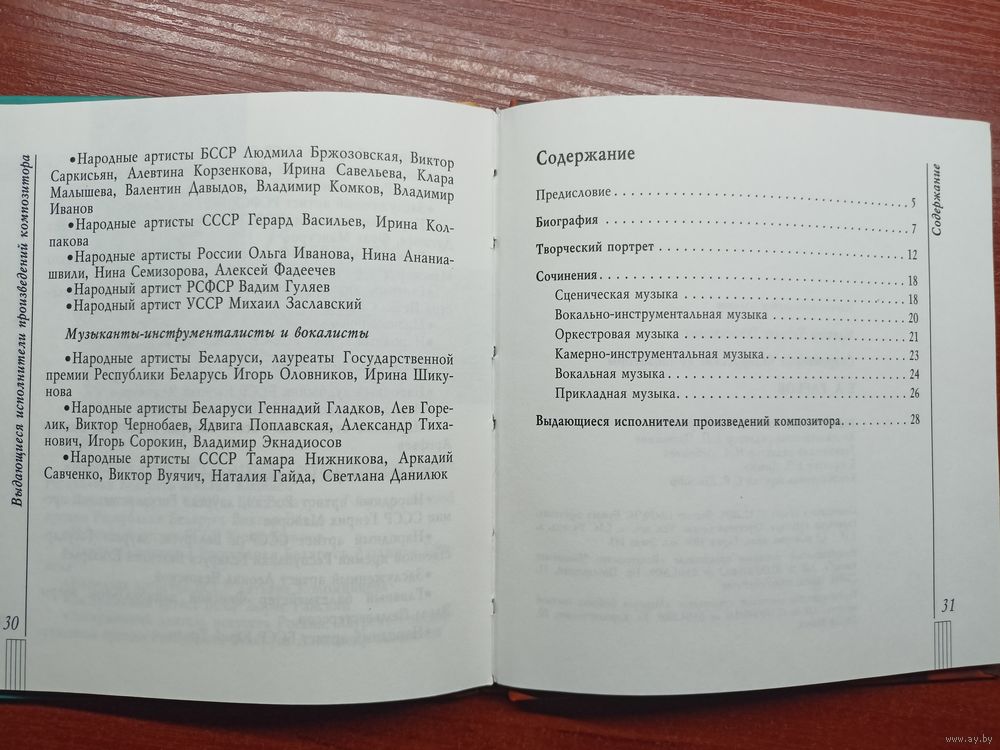 Выдающиеся исполнители произведений композитора
•Народные артисты БССР Людмила Бржозовская, Виктор
Саркисьян, Алевтина Корзенкова, Ирина Савельева, Клара
Малышева, Валентин Давыдов, Владимир Комков, Владимир
Иванов
•Народные артисты СССР Герард Васильев, Ирина Кол-
пакова
•Народные артисты России Ольга Иванова, Нина Ананиа-
швили, Нина Семизорова, Алексей Фадеечев
•Народный артист РСФСР Вадим Гуляев
•Народный артист УССР Михаил Заславский
Музыканты-инструменталисты и вокалисты
•Народные артисты Беларуси, лауреаты Государственной
премии Республики Беларусь Игорь Оловников, Ирина Шику-
нова
•Народные артисты Беларуси Геннадий Гладков, Лев Горе-
лик, Виктор Чернобаев, Ядвига Поплавская, Александр Тиха-
нович, Игорь Сорокин, Владимир Экнадиосов
•Народные артисты СССР Тамара Нижникова, Аркадий
Савченко, Виктор Вуячич, Наталия Гайда, Светлана Данилюк
30
Содержание
Предисловие . . . 5
Биография . . . 7
Творческий портрет . . . 12
Сочинения . . . 18
Сценическая музыка . . . 18
Вокально-инструментальная музыка . . . 20
Оркестровая музыка . . . 21
Камерно-инструментальная музыка . . . 23
Вокальная музыка . . . 24
Прикладная музыка . . . 26
Выдающиеся исполнители произведений композитора . . . 28
Содержание
31
www.ay.by